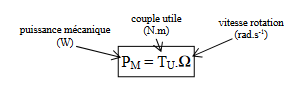 couple utile
(N.m)
puissance mécanique
(W)
vitesse rotation
(rad.s⁻¹)
P_M = T_U.Ω